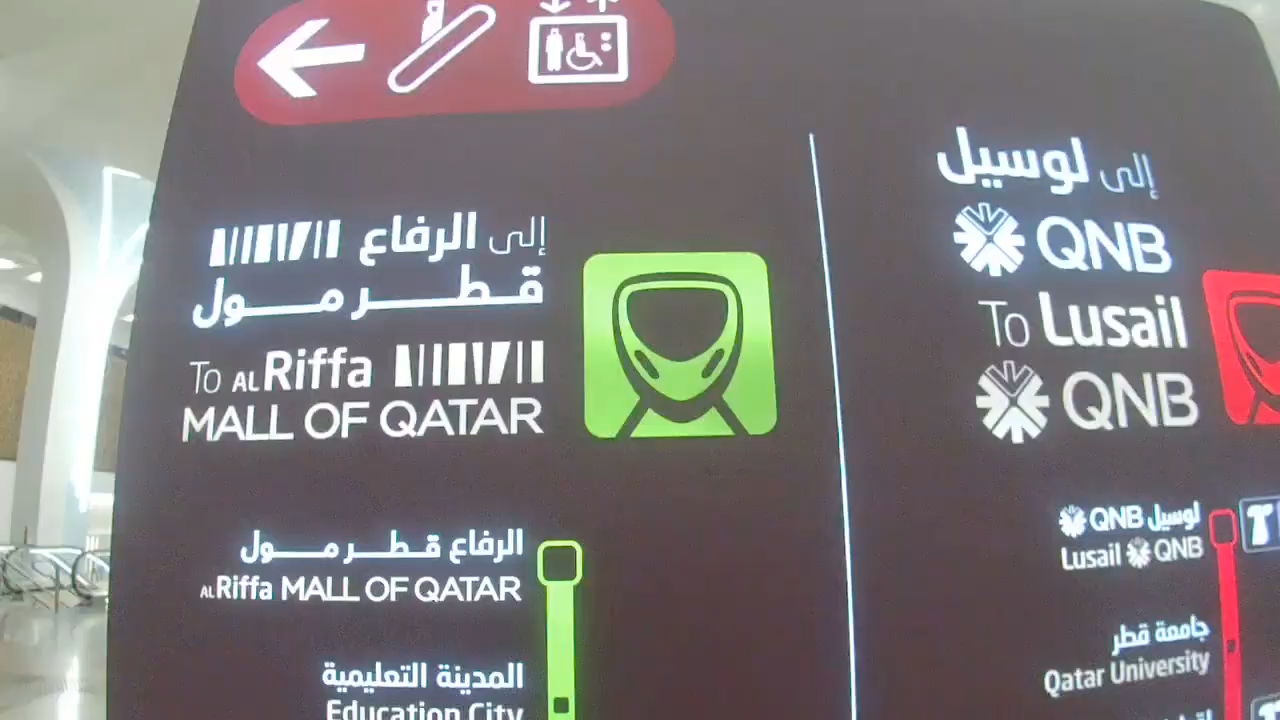 إلى الرفاع
قطر مول
To AL Riffa
MALL OF QATAR
الرفاع قطر مول
AL Riffa MALL OF QATAR
المدينة التعليمية
Education City
إلى لوسيل
QNB
To Lusail
QNB
لوسيل QNB
Lusail QNB
جامعة قطر
Qatar University